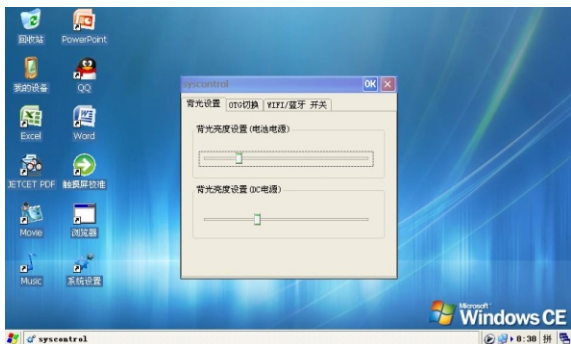 回收站
PowerPoint
我的设备
QQ
Excel
Word
JETCET PDF
触摸屏校准
Movie
浏览器
Music
系统设置
syscontrol
OK
背光设置
OTG切换
WIFI/蓝牙 开关
背光亮度设置(电池电源)
背光亮度设置(DC电源)
Microsoft
Windows CE
syscontrol
8:38
拼